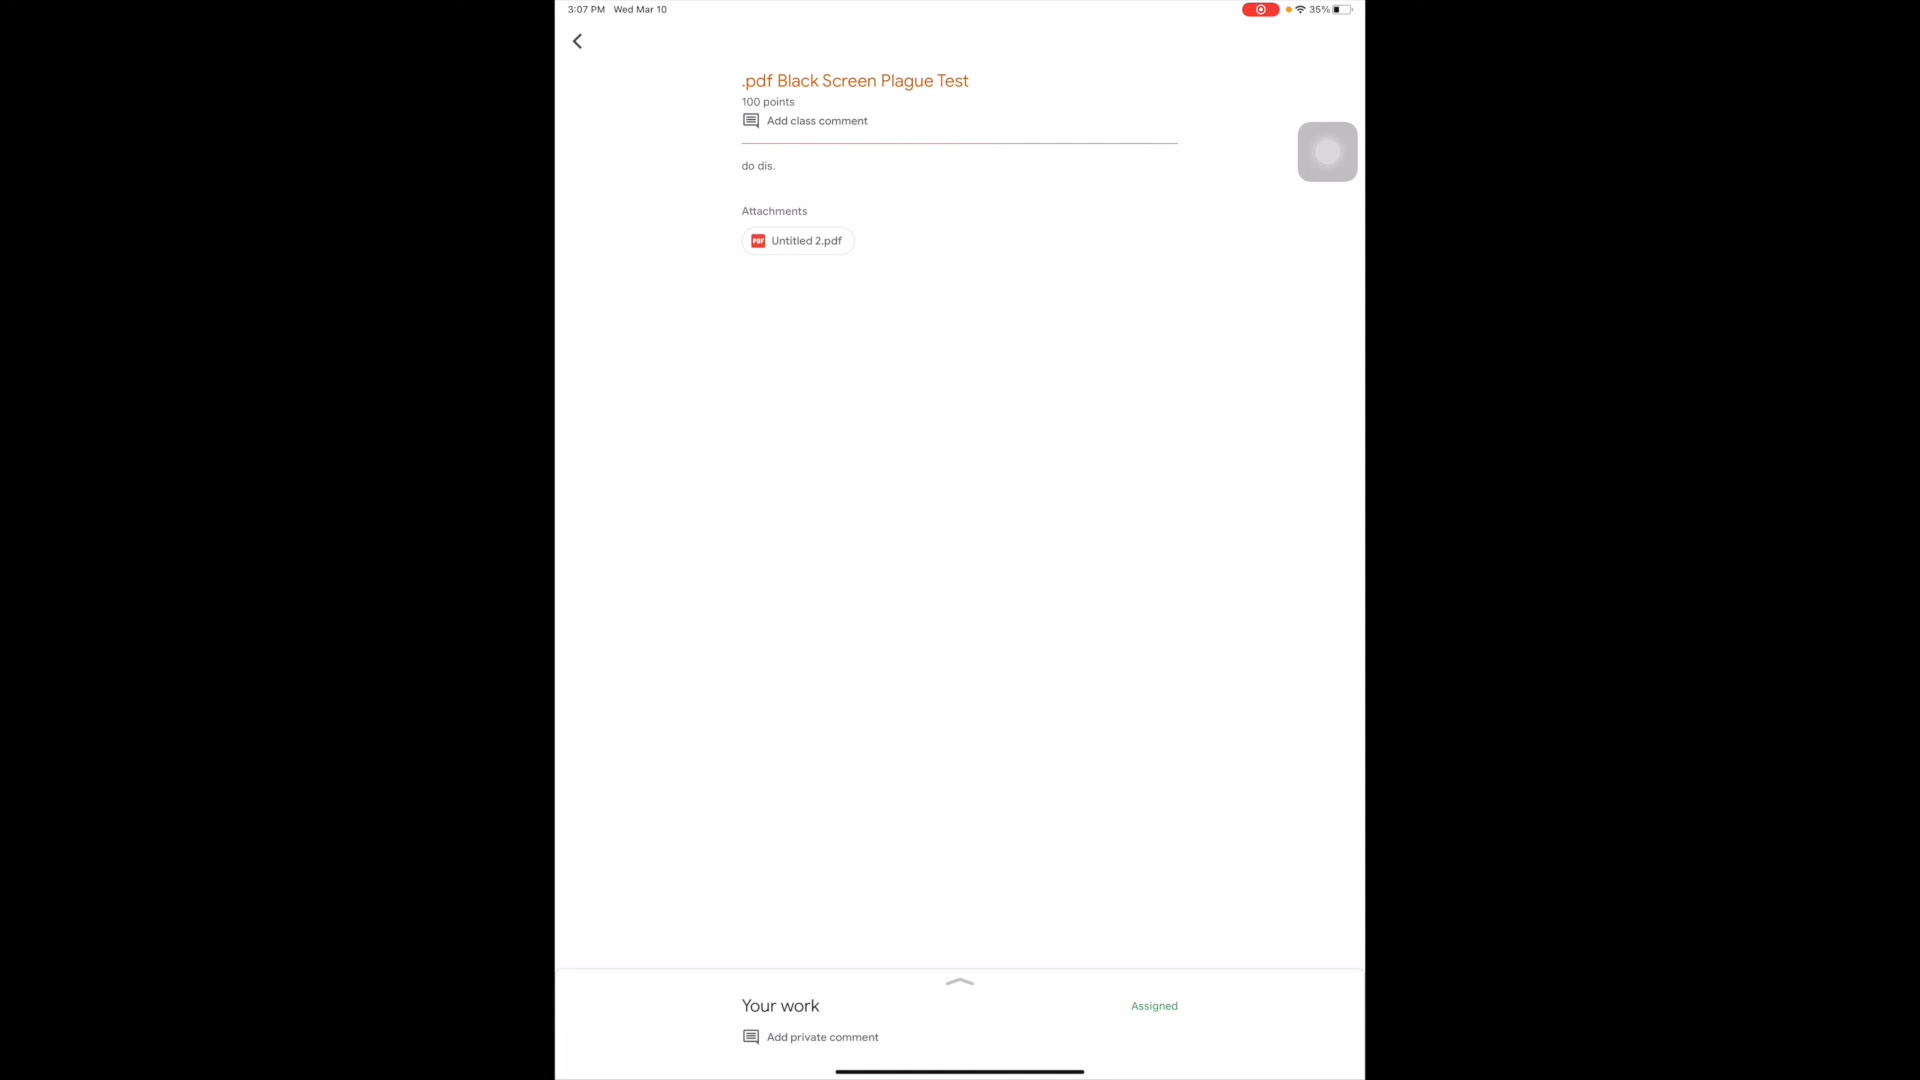 3:07 PM Wed Mar 10
35%
.pdf Black Screen Plague Test
100 points
Add class comment
do dis.
Attachments
PDF Untitled 2.pdf
Your work
Assigned
Add private comment